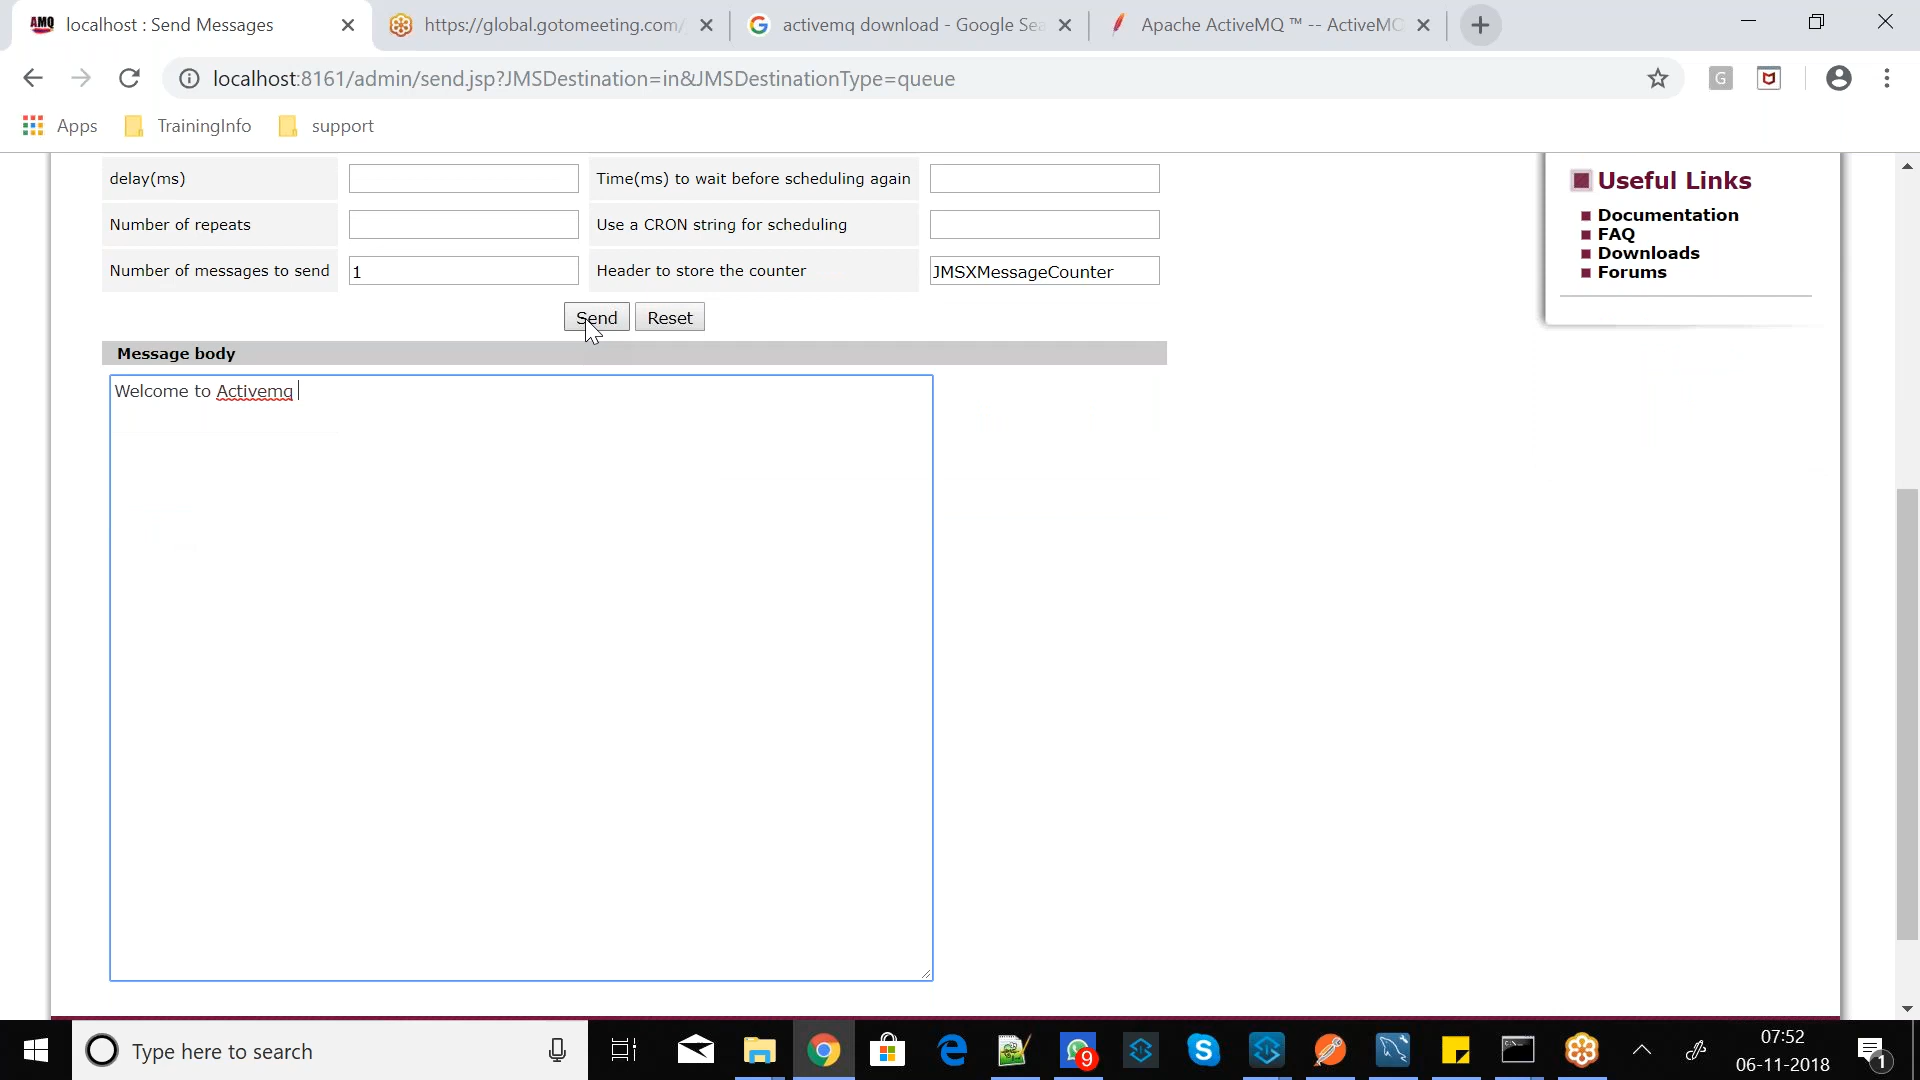 AMQ localhost : Send Messages
https://global.gotomeeting.com/
G activemq download - Google Sea
Apache ActiveMQ ™ -- ActiveMQ
localhost:8161/admin/send.jsp?JMSDestination=in&JMSDestinationType=queue
G
Apps TrainingInfo support
delay(ms) Time(ms) to wait before scheduling again
Number of repeats Use a CRON string for scheduling
Number of messages to send 1 Header to store the counter JMSXMessageCounter
Send Reset
Message body
Welcome to Activemq
Useful Links
Documentation
FAQ
Downloads
Forums
Type here to search
9
07:52
06-11-2018
1